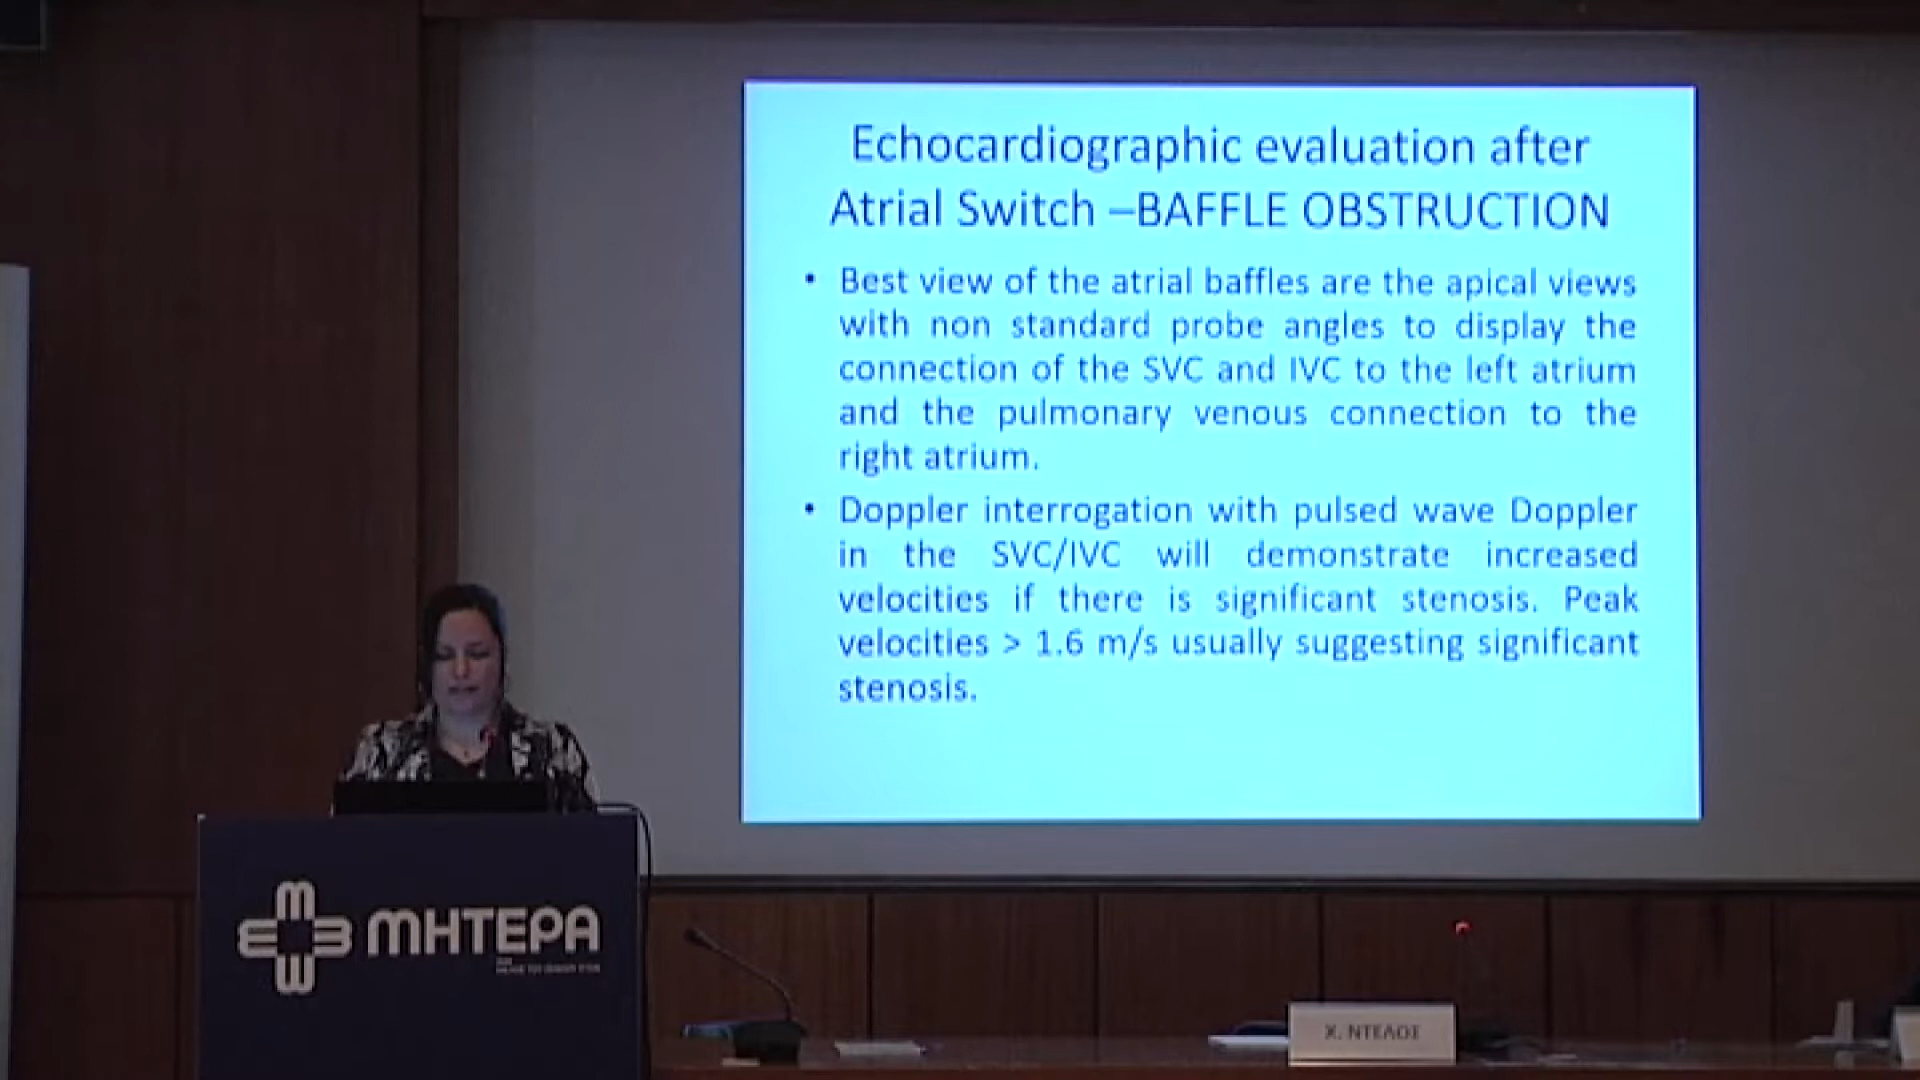 Echocardiographic evaluation after
Atrial Switch –BAFFLE OBSTRUCTION
• Best view of the atrial baffles are the apical views
with non standard probe angles to display the
connection of the SVC and IVC to the left atrium
and the pulmonary venous connection to the
right atrium.
• Doppler interrogation with pulsed wave Doppler
in the SVC/IVC will demonstrate increased
velocities if there is significant stenosis. Peak
velocities > 1.6 m/s usually suggesting significant
stenosis.
ΜΗΤΕΡΑ
Χ. ΝΤΕΛΟΣ